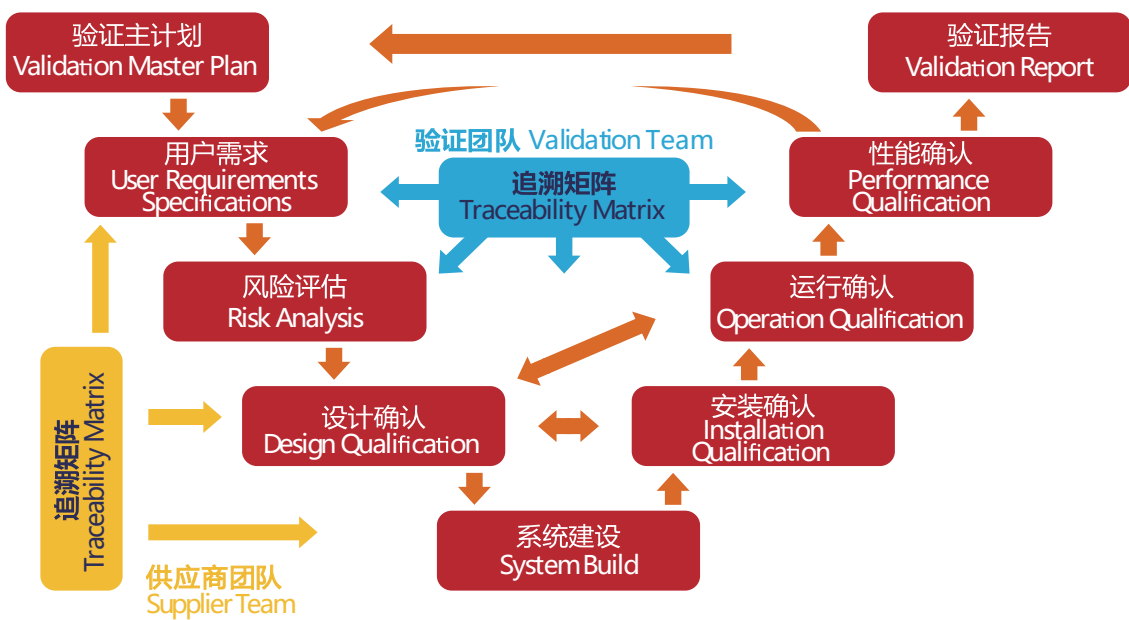 验证主计划
Validation Master Plan
验证报告
Validation Report
用户需求
User Requirements
Specifications
验证团队 Validation Team
追溯矩阵
Traceability Matrix
性能确认
Performance
Qualification
风险评估
Risk Analysis
运行确认
Operation Qualification
追溯矩阵
Traceability Matrix
设计确认
Design Qualification
安装确认
Installation
Qualification
系统建设
System Build
供应商团队
Supplier Team